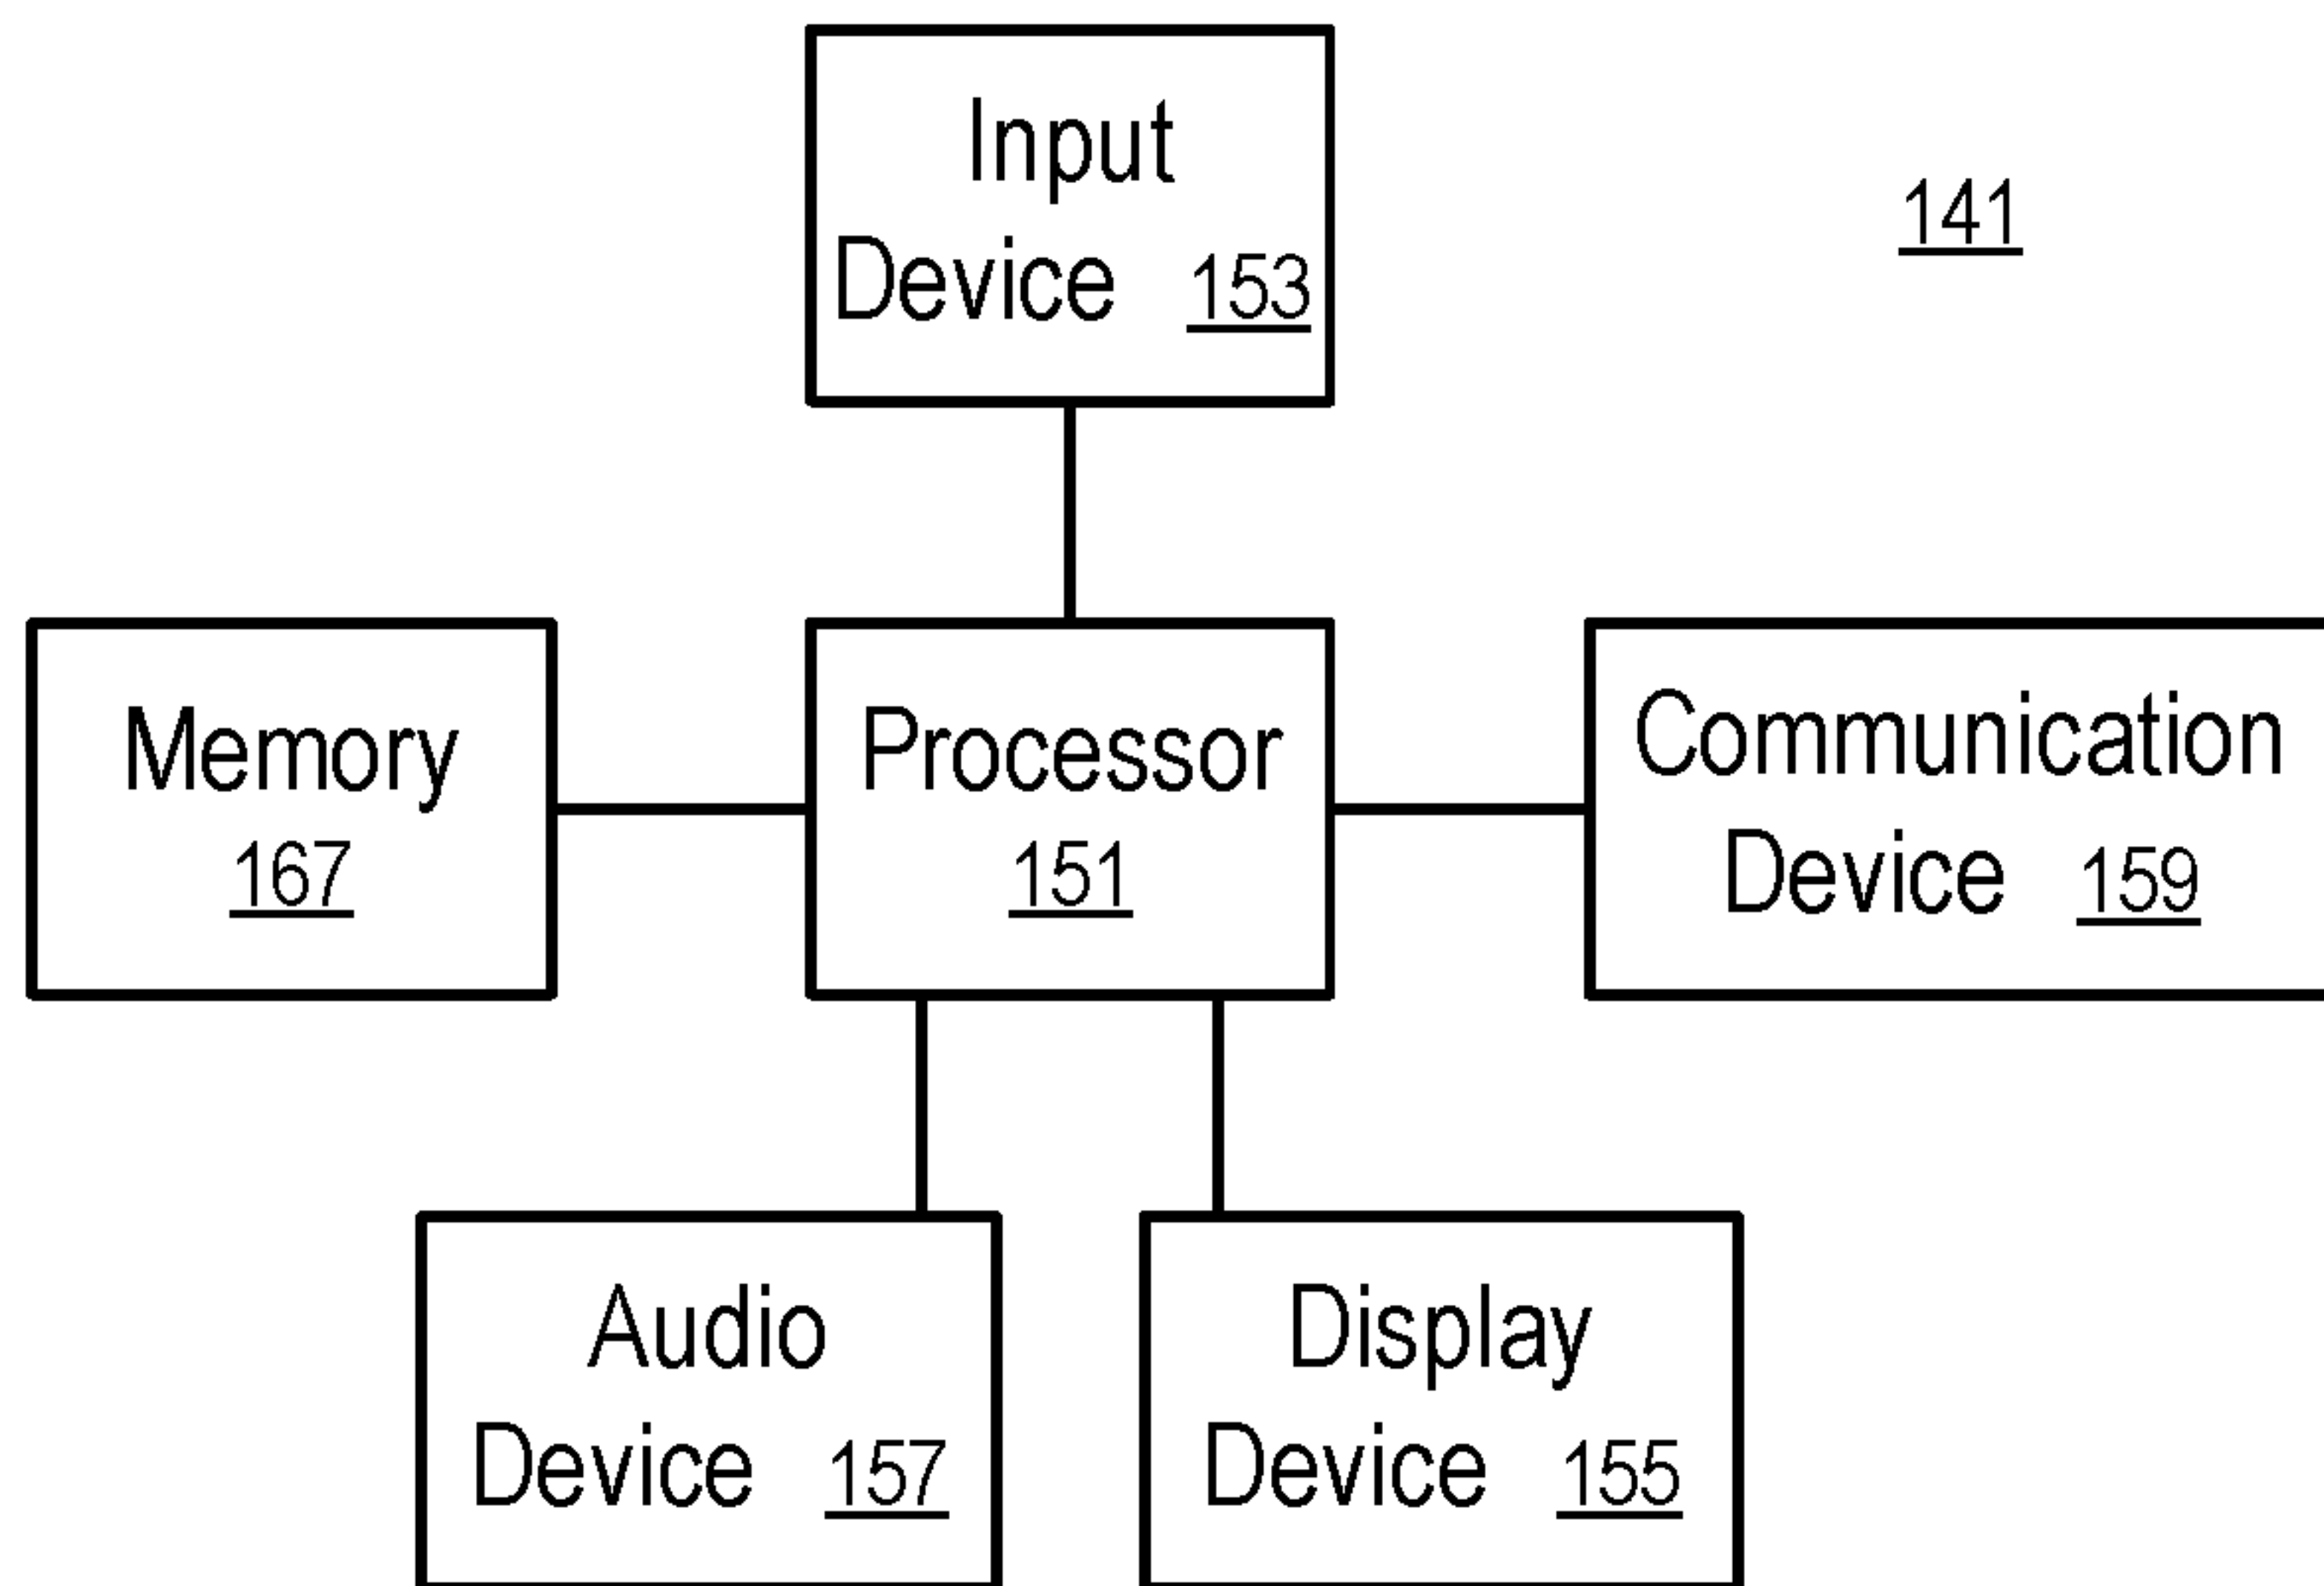 Input
Device 153
141
Memory
167
Processor
151
Communication
Device 159
Audio
Device 157
Display
Device 155